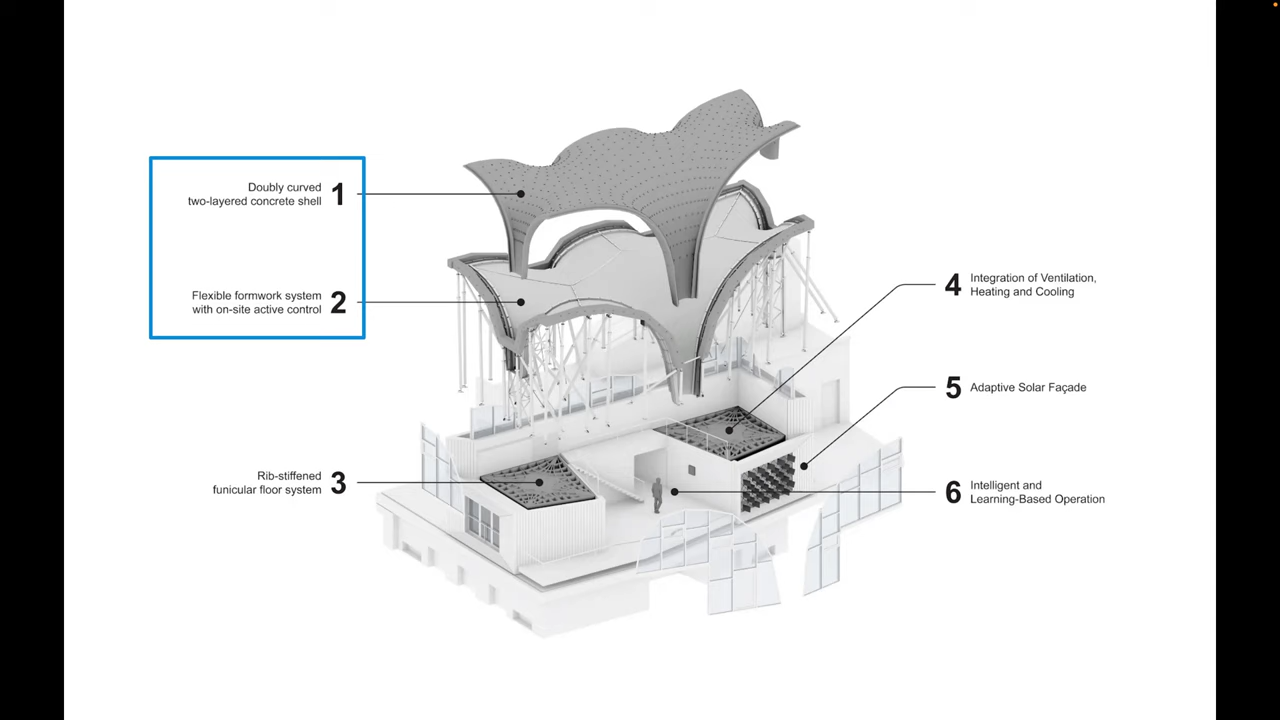 Doubly curved
two-layered concrete shell
1
Flexible formwork system
with on-site active control
2
Rib-stiffened
funicular floor system
3
4
Integration of Ventilation,
Heating and Cooling
5
Adaptive Solar Façade
6
Intelligent and
Learning-Based Operation